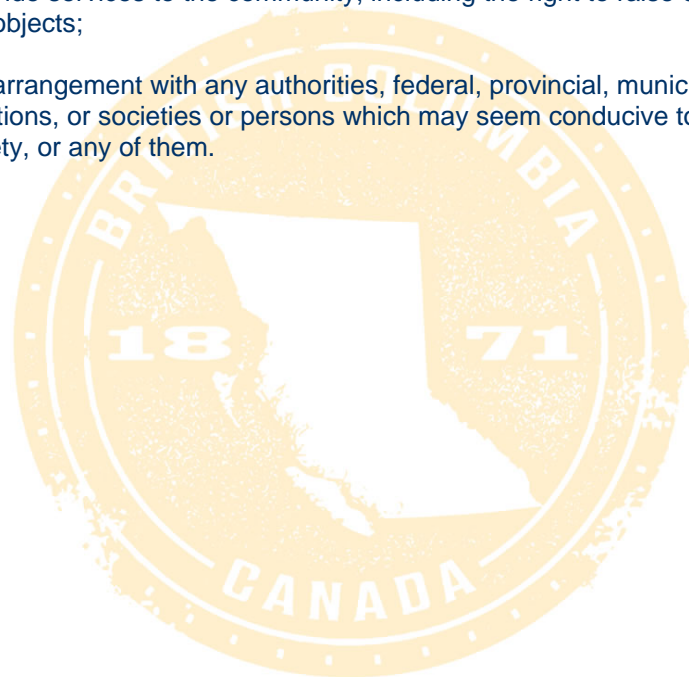 objects;
arrangement with any authorities, federal, provincial, munic
tions, or societies or persons which may seem conducive to
ety, or any of them.
BRITISH COLUMBIA
18 71
CANADA